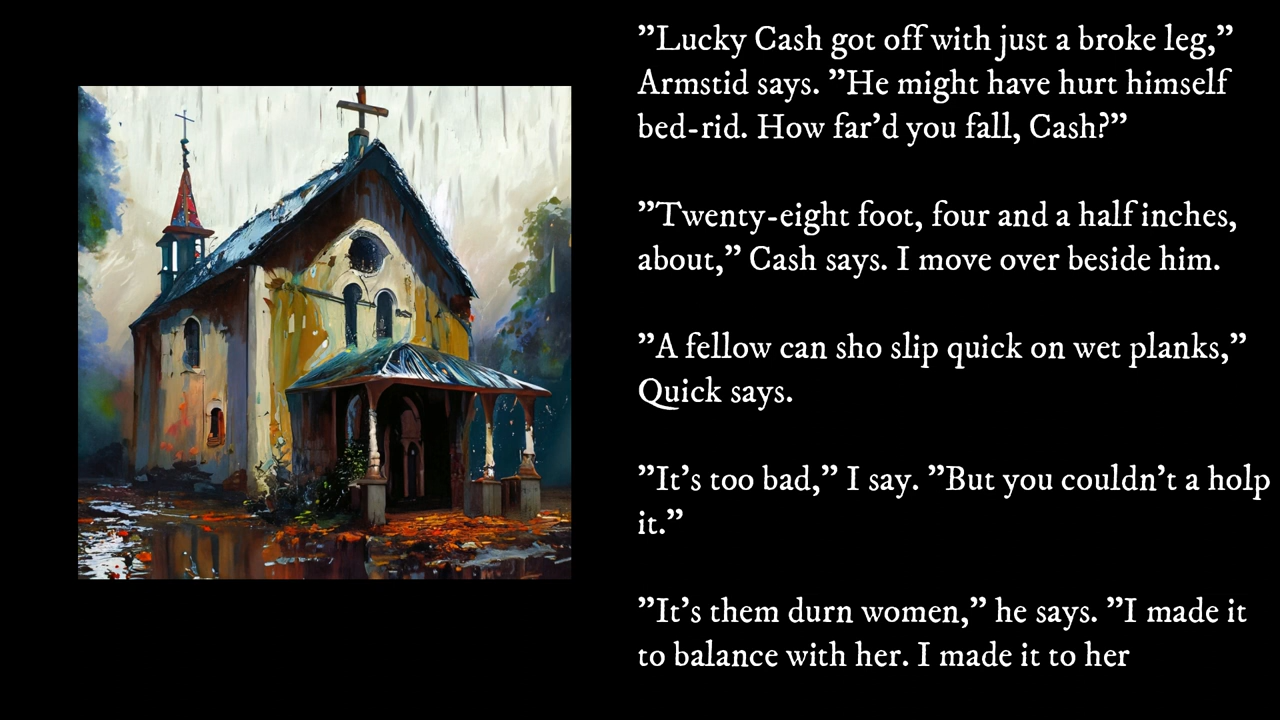 ”Lucky Cash got off with just a broke leg,”
Armstid says. ”He might have hurt himself
bed-rid. How far’d you fall, Cash?”
”Twenty-eight foot, four and a half inches,
about,” Cash says. I move over beside him.
”A fellow can sho slip quick on wet planks,”
Quick says.
”It’s too bad,” I say. ”But you couldn’t a holp
it.”
”It’s them durn women,” he says. ”I made it
to balance with her. I made it to her